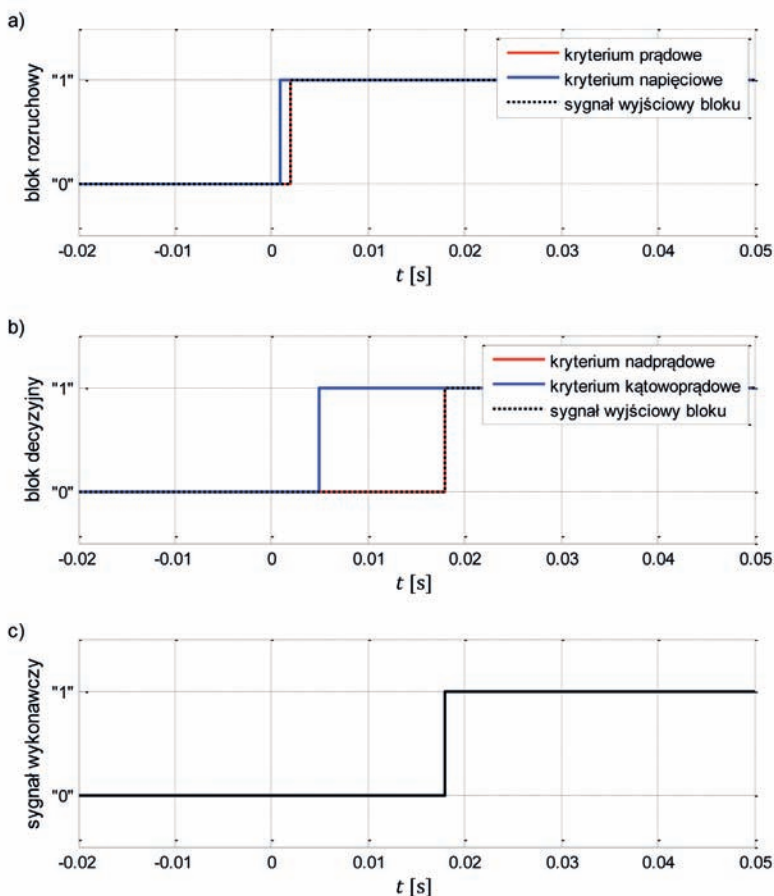 a)
blok rozruchowy
"1"
"0"
kryterium prądowe
kryterium napięciowe
sygnał wyjściowy bloku
-0.02 -0.01 0 0.01 0.02 0.03 0.04 0.05
t [s]
b)
blok decyzyjny
"1"
"0"
kryterium nadprądowe
kryterium kątowoprądowe
sygnał wyjściowy bloku
-0.02 -0.01 0 0.01 0.02 0.03 0.04 0.05
t [s]
c)
sygnał wykonawczy
"1"
"0"
-0.02 -0.01 0 0.01 0.02 0.03 0.04 0.05
t [s]